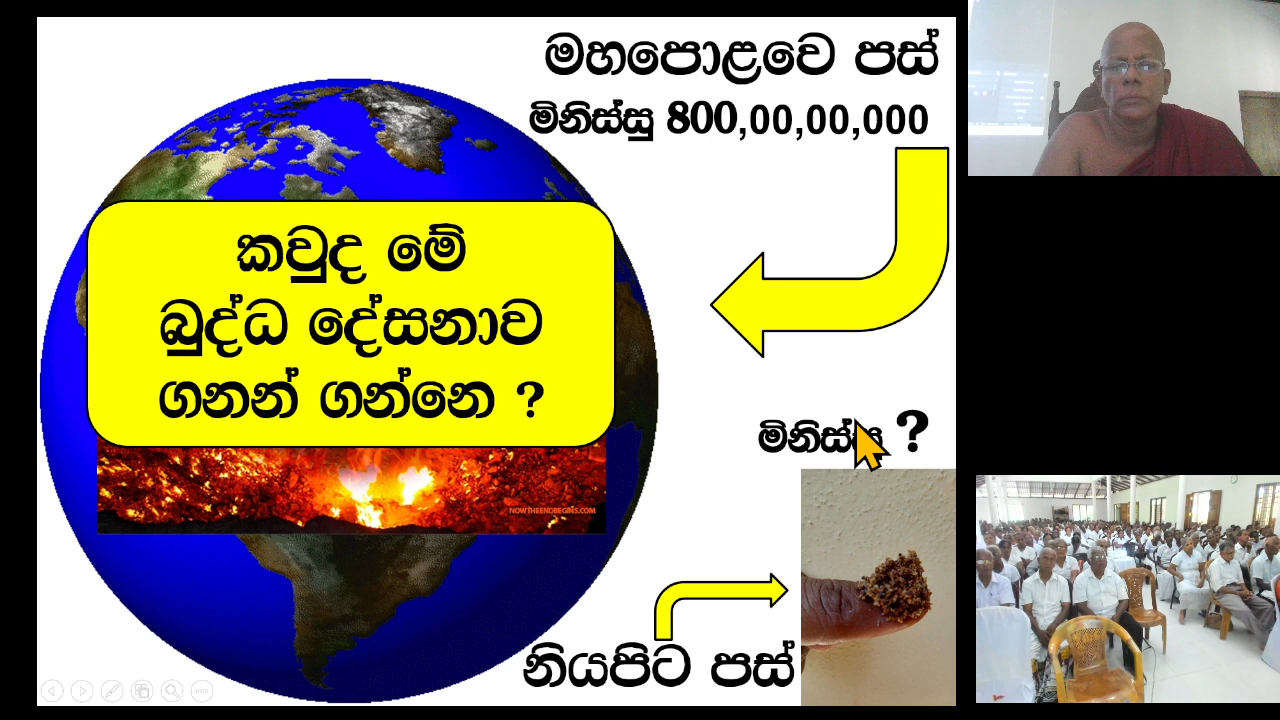 මහපොළවෙ පස්
මිනිස්සු 800,00,00,000
කවුද මේ
බුද්ධ දේසනාව
ගනන් ගන්නෙ ?
NOWTHEENDBEGINS.COM
මිනිස්සු ?
නියපිට පස්